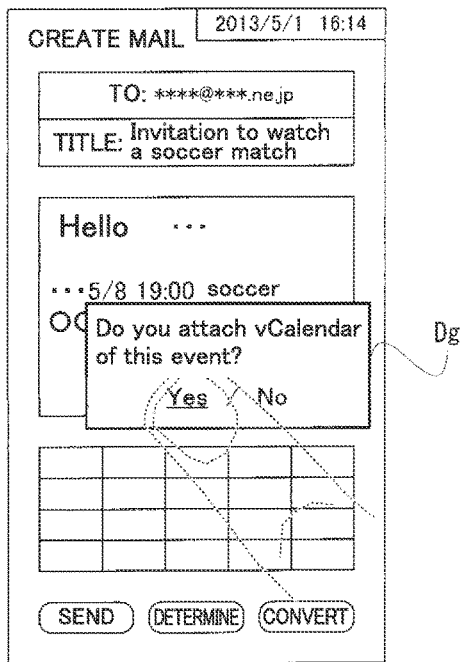 CREATE MAIL
2013/5/1 16:14
TO: ****@***.ne.jp
TITLE: Invitation to watch
a soccer match
Hello ･･･
･･･5/8 19:00 soccer
Do you attach vCalendar
of this event?
Yes No
Dg
SEND DETERMINE CONVERT